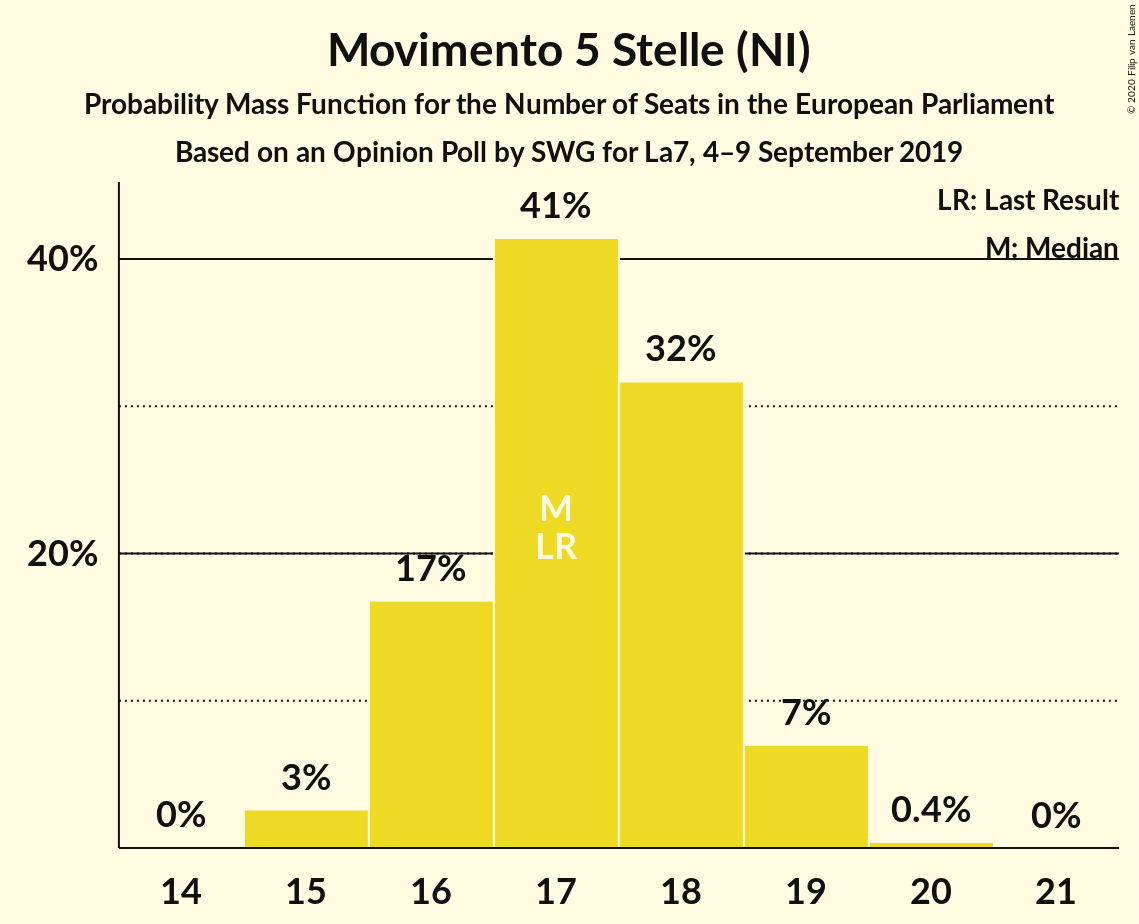 Movimento 5 Stelle (NI)
Probability Mass Function for the Number of Seats in the European Parliament
Based on an Opinion Poll by SWG for La7, 4–9 September 2019
© 2020 Filip van Laenen
LR: Last Result
M: Median
40%
20%
0%
3%
17%
41%
32%
7%
0.4%
0%
M
LR
14
15
16
17
18
19
20
21